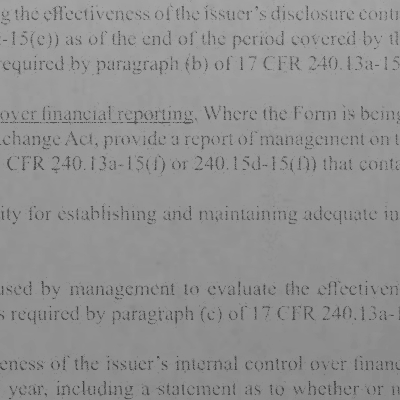 g the effectiveness of the issuer's disclosure contr
-15(e)) as of the end of the period covered by th
required by paragraph (b) of 17 CFR 240.13a-15
over financial reporting. Where the Form is being
xchange Act, provide a report of management on t
CFR 240.13a-15(f) or 240.15d-15(f)) that conta
ity for establishing and maintaining adequate in
used by management to evaluate the effectiven
s required by paragraph (c) of 17 CFR 240.13a-1
eness of the issuer's internal control over financ
year, including a statement as to whether or n